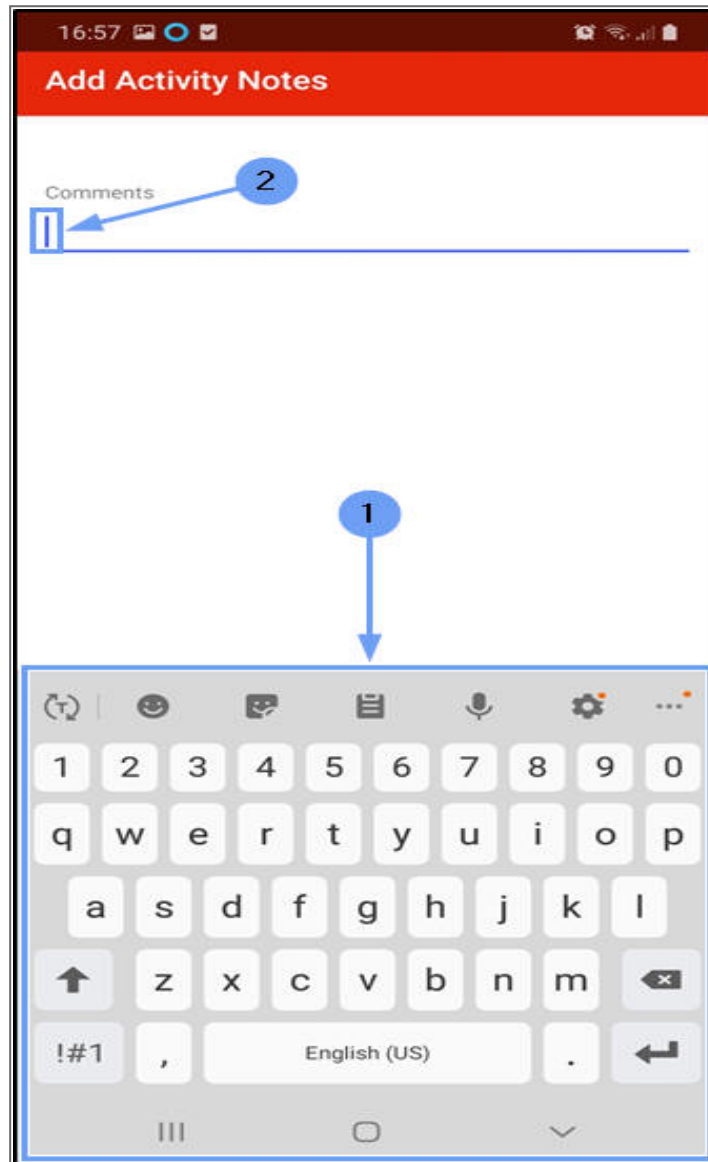 16:57
Add Activity Notes
2
Comments
1
T
1 2 3 4 5 6 7 8 9 0
q w e r t y u i o p
a s d f g h j k l
z x c v b n m
!#1 , English (US) .